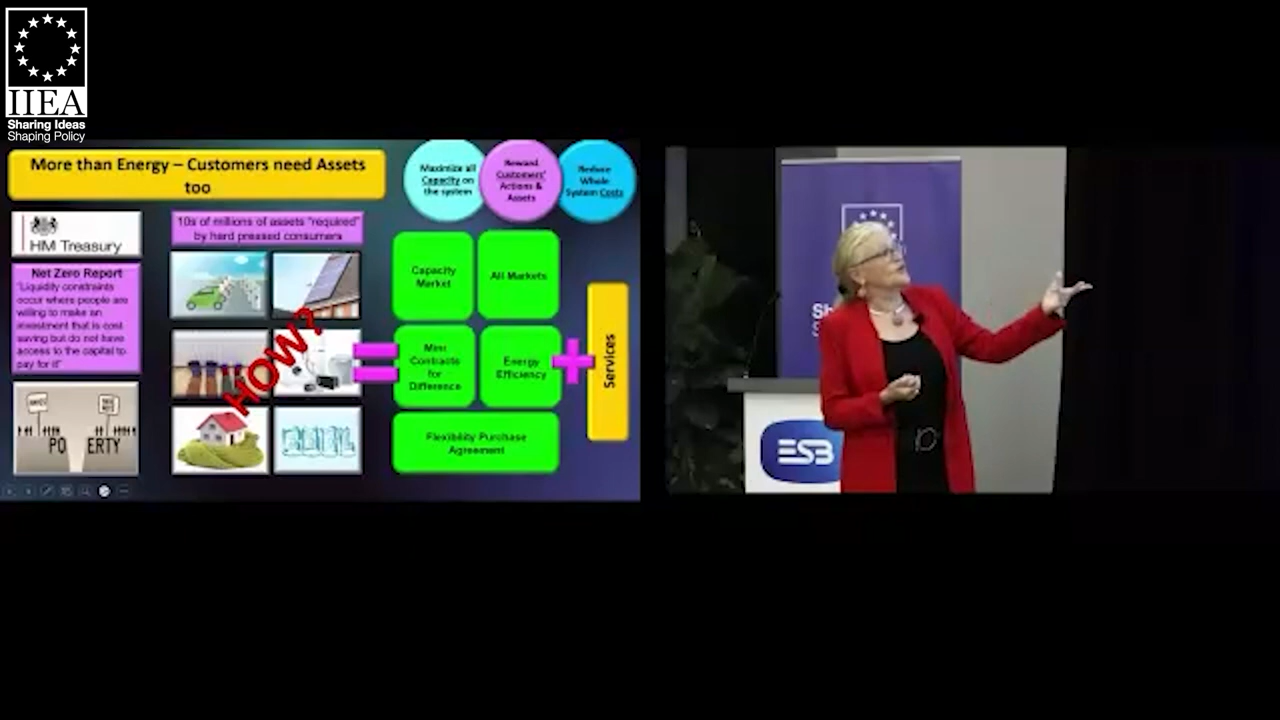 IIEA
Sharing Ideas
Shaping Policy
More than Energy – Customers need Assets
too
Maximize all
Capacity on
the system
Reward
Customers'
Actions &
Assets
Reduce
Whole
System Costs
HM Treasury
10s of millions of assets "required"
by hard pressed consumers
Net Zero Report
"Liquidity constraints
occur where people are
willing to make an
investment that is cost
saving but do not have
access to the capital to
pay for it"
HOW?
Capacity
Market
All Markets
Mini
Contracts
for
Difference
Energy
Efficiency
Services
Flexibility Purchase
Agreement
PO ERTY
Sh
S
ESB